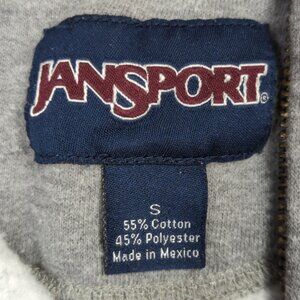 JANSPORT®
S
55% Cotton
45% Polyester
Made in Mexico